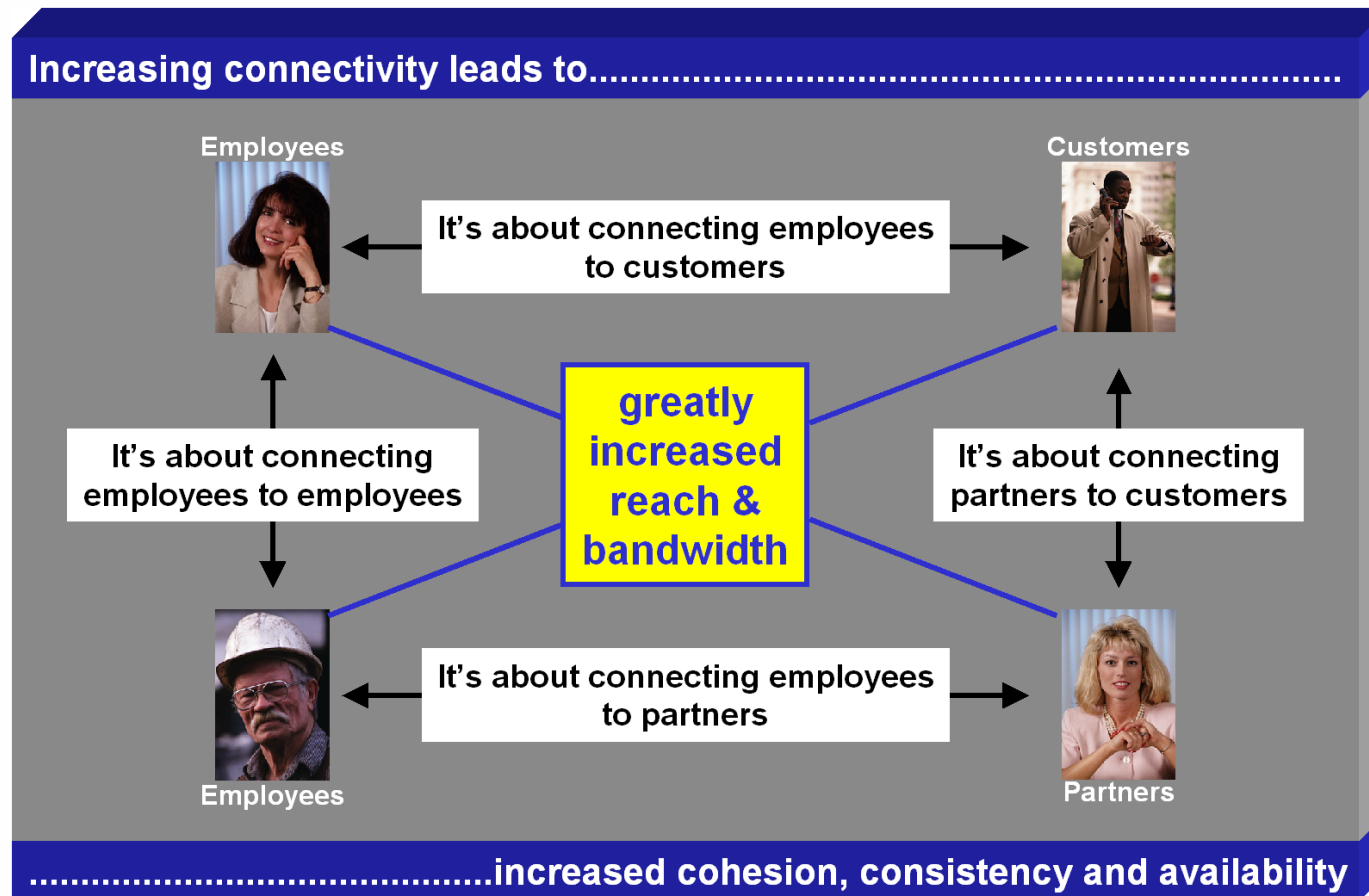 Increasing connectivity leads to.........................................................................
Employees
Customers
It’s about connecting employees
to customers
greatly
increased
reach &
bandwidth
It’s about connecting
employees to employees
It’s about connecting
partners to customers
It’s about connecting employees
to partners
Employees
Partners
.............................................increased cohesion, consistency and availability